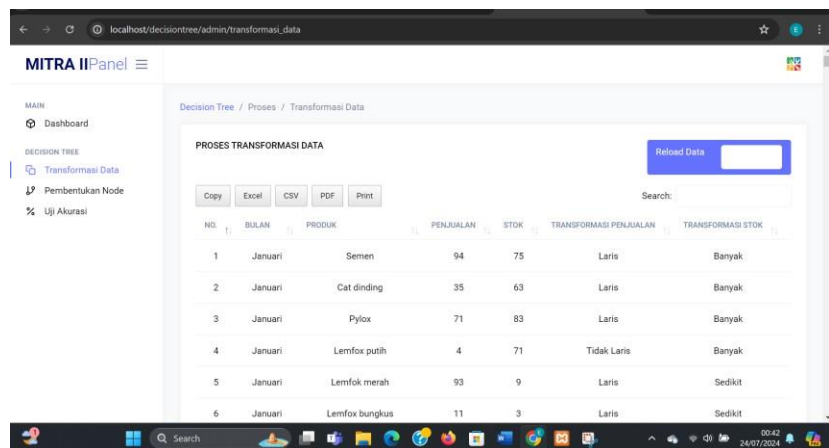 localhost/decisiontree/admin/transformasi_data
E
MITRA IIPanel
MAIN
Dashboard
DECISION TREE
Transformasi Data
Pembentukan Node
Uji Akurasi
Decision Tree / Proses / Transformasi Data
PROSES TRANSFORMASI DATA
Reload Data
Copy Excel CSV PDF Print
Search:
NO. BULAN PRODUK PENJUALAN STOK TRANSFORMASI PENJUALAN TRANSFORMASI STOK
1 Januari Semen 94 75 Laris Banyak
2 Januari Cat dinding 35 63 Laris Banyak
3 Januari Pylox 71 83 Laris Banyak
4 Januari Lemfox putih 4 71 Tidak Laris Banyak
5 Januari Lemfok merah 93 9 Laris Sedikit
6 Januari Lemfox bungkus 11 3 Laris Sedikit
Search
00:42
24/07/2024